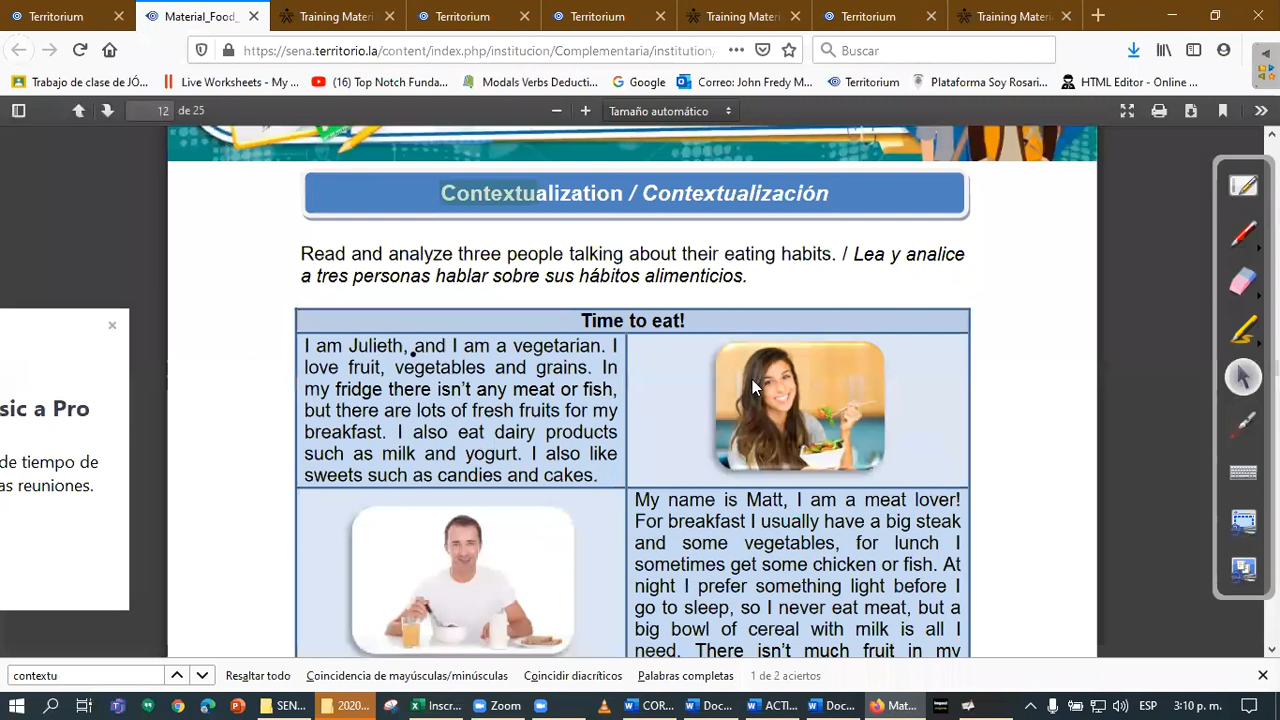 Territorium
Material_Food_
Training Mater
Territorium
Territorium
Training Mater
Territorium
Training Mater
https://sena.territorio.la/content/index.php/institucion/Complementaria/institution/
Buscar
Trabajo de clase de JÓ...
Live Worksheets - My ...
(16) Top Notch Funda...
Modals Verbs Deducti...
Google
Correo: John Fredy M...
Territorium
Plataforma Soy Rosari...
HTML Editor - Online ...
12 de 25
Tamaño automático
Contextualization / Contextualización
Read and analyze three people talking about their eating habits. / Lea y analice
a tres personas hablar sobre sus hábitos alimenticios.
Time to eat!
I am Julieth, and I am a vegetarian. I
love fruit, vegetables and grains. In
my fridge there isn't any meat or fish,
but there are lots of fresh fruits for my
breakfast. I also eat dairy products
such as milk and yogurt. I also like
sweets such as candies and cakes.
My name is Matt, I am a meat lover!
For breakfast I usually have a big steak
and some vegetables, for lunch I
sometimes get some chicken or fish. At
night I prefer something light before I
go to sleep, so I never eat meat, but a
big bowl of cereal with milk is all I
need. There isn't much fruit in my
sic a Pro
de tiempo de
as reuniones.
contextu
Resaltar todo
Coincidencia de mayúsculas/minúsculas
Coincidir diacríticos
Palabras completas
1 de 2 aciertos
SEN...
2020...
Inscr...
Zoom
COR...
Doc...
ACTI...
Doc...
Mat...
ESP
3:10 p. m.